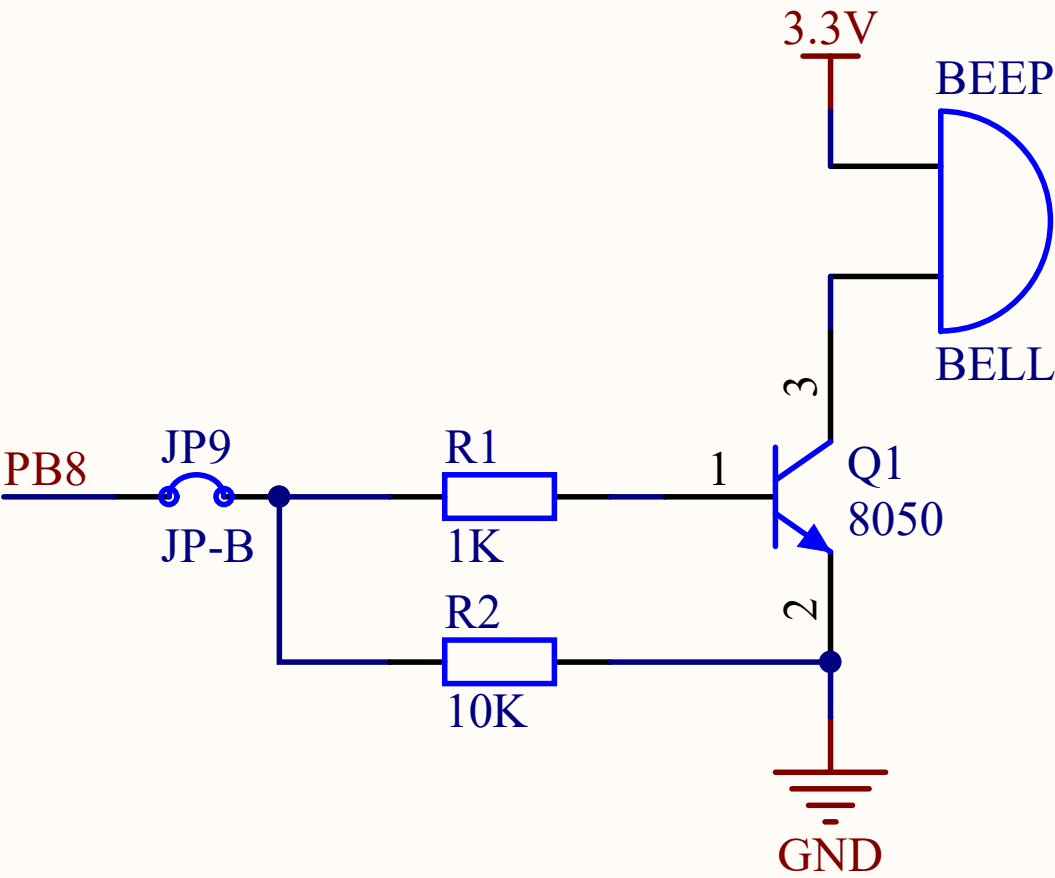 3.3V
BEEP
BELL
3
PB8
JP9
JP-B
R1
1K
1
Q1
8050
R2
10K
2
GND